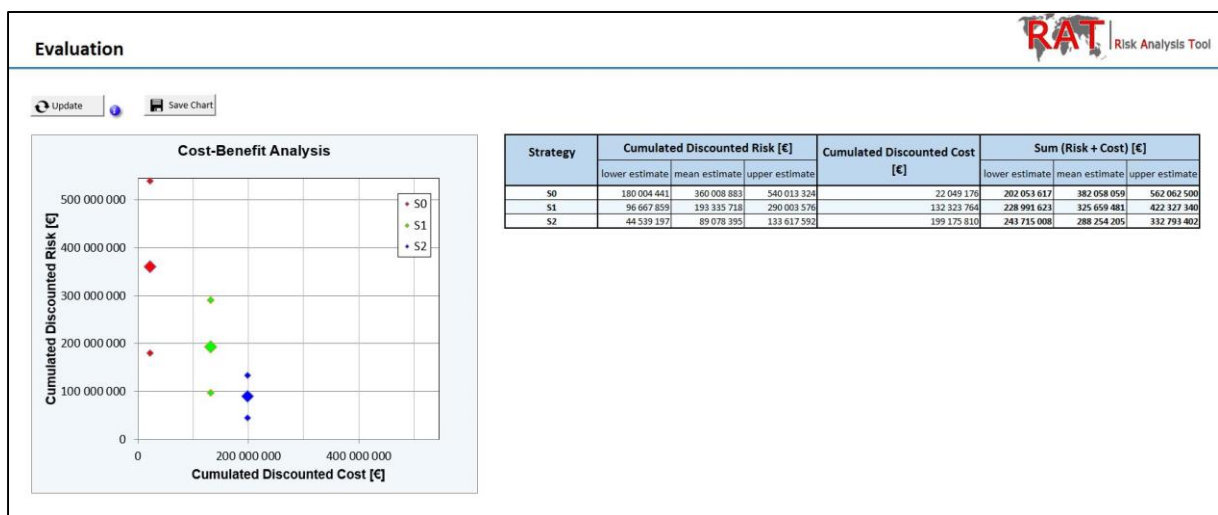 Evaluation
RAT Risk Analysis Tool
Update
Save Chart
Cost-Benefit Analysis
Cumulated Discounted Risk [€]
500 000 000
400 000 000
300 000 000
200 000 000
100 000 000
0
S0
S1
S2
0 200 000 000 400 000 000
Cumulated Discounted Cost [€]
Strategy Cumulated Discounted Risk [€] Cumulated Discounted Cost [€] Sum (Risk + Cost) [€]
lower estimate mean estimate upper estimate lower estimate mean estimate upper estimate
S0 180 004 441 360 008 883 540 013 324 22 049 176 202 053 617 382 058 059 562 062 500
S1 96 667 859 193 335 718 290 003 576 132 323 764 228 991 623 325 659 481 422 327 340
S2 44 539 197 89 078 395 133 617 592 199 175 810 243 715 008 288 254 205 332 793 402